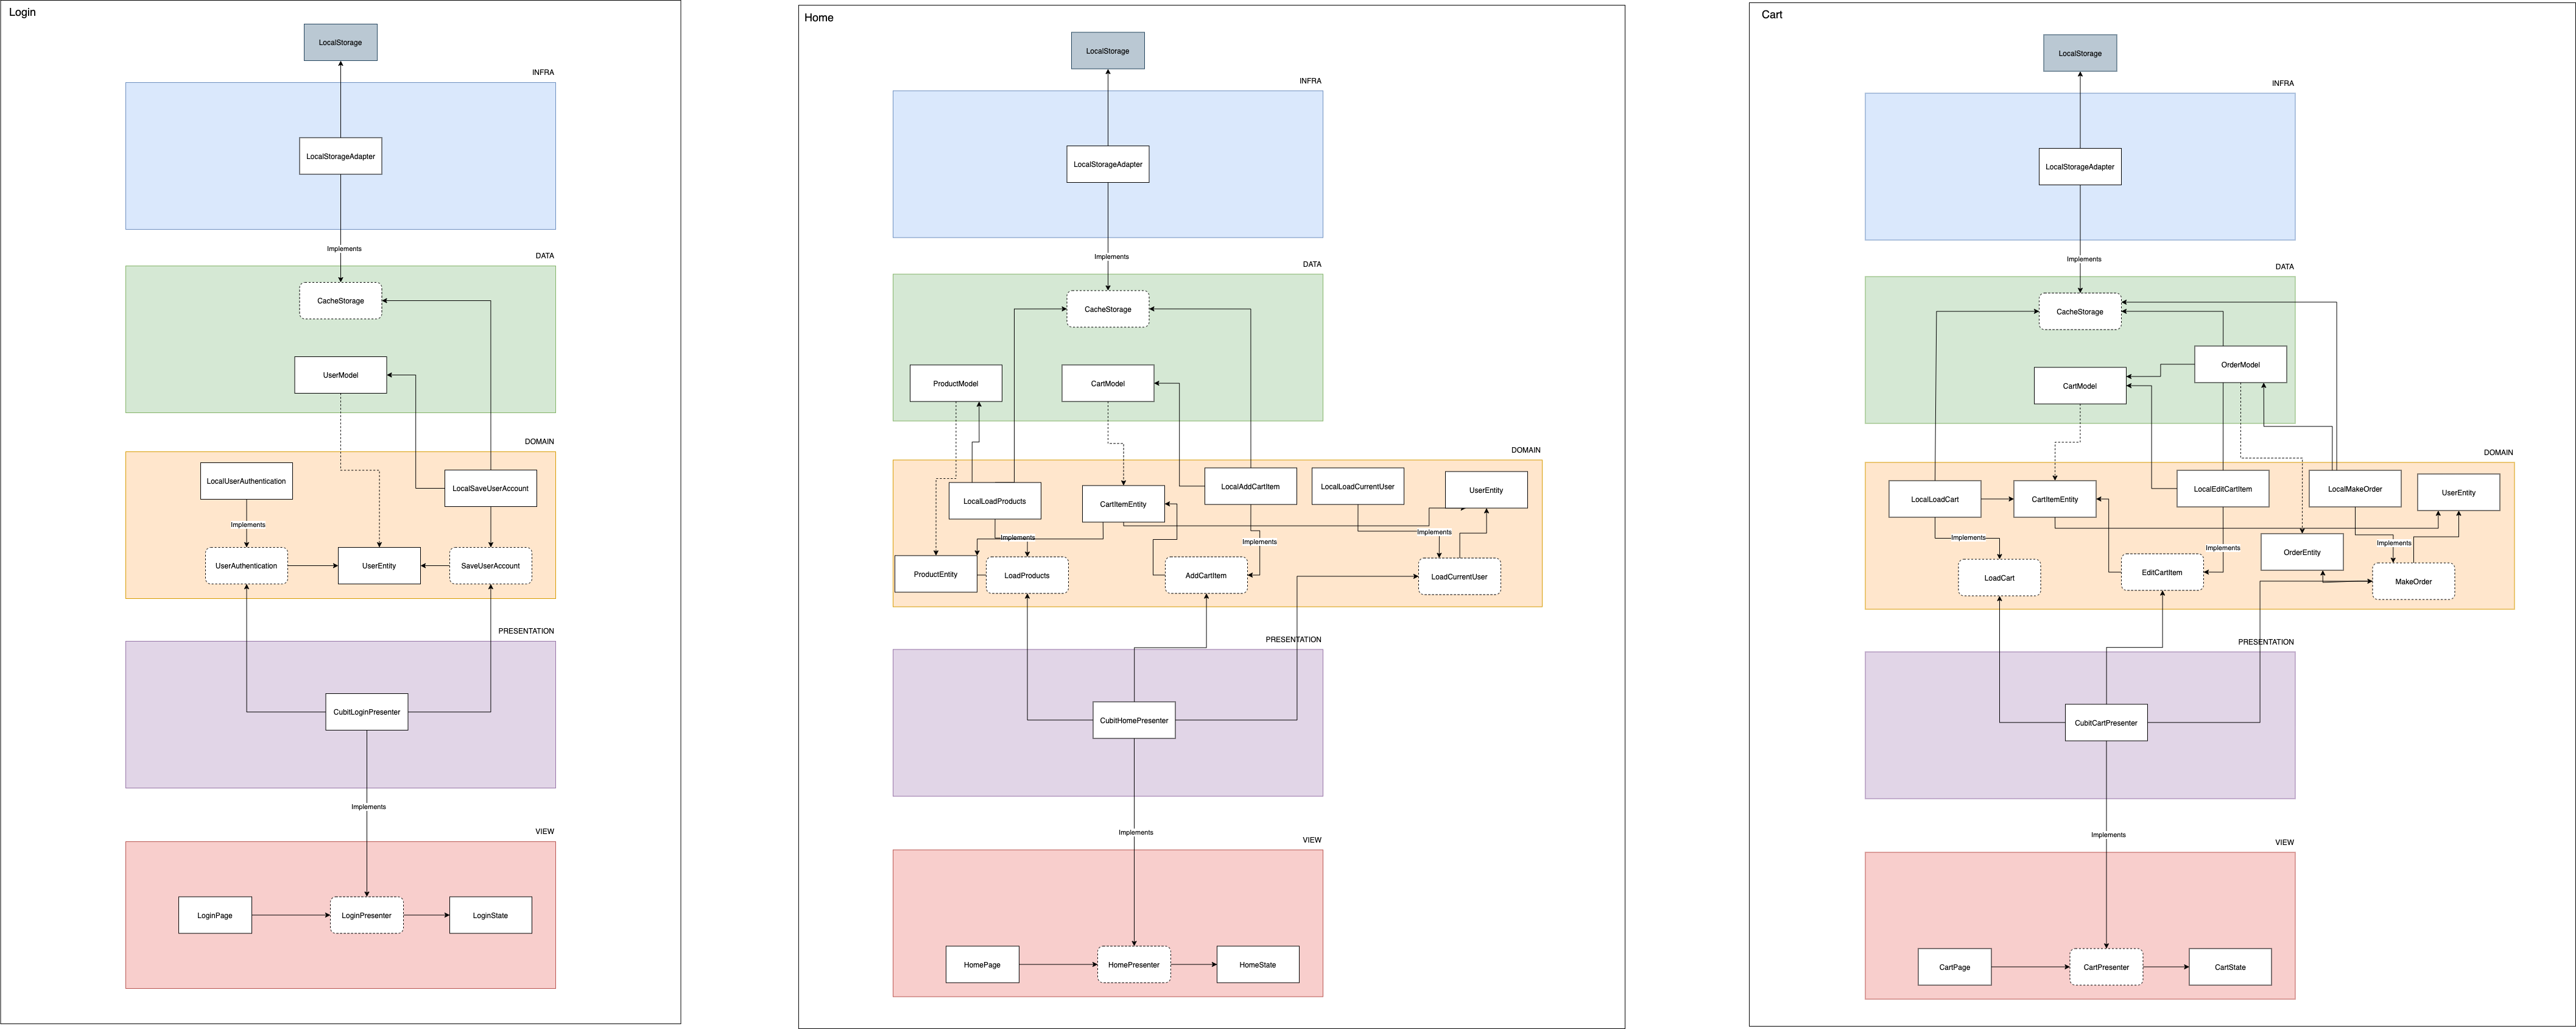 Login
LocalStorage
INFRA
LocalStorageAdapter
Implements
DATA
CacheStorage
UserModel
DOMAIN
LocalUserAuthentication
LocalSaveUserAccount
Implements
UserAuthentication
UserEntity
SaveUserAccount
PRESENTATION
CubitLoginPresenter
Implements
VIEW
LoginPage
LoginPresenter
LoginState
Home
LocalStorage
INFRA
LocalStorageAdapter
Implements
DATA
CacheStorage
ProductModel
CartModel
DOMAIN
LocalLoadProducts
CartItemEntity
LocalAddCartItem
LocalLoadCurrentUser
UserEntity
Implements
Implements
Implements
ProductEntity
LoadProducts
AddCartItem
LoadCurrentUser
PRESENTATION
CubitHomePresenter
Implements
VIEW
HomePage
HomePresenter
HomeState
Cart
LocalStorage
INFRA
LocalStorageAdapter
Implements
DATA
CacheStorage
OrderModel
CartModel
DOMAIN
LocalLoadCart
CartItemEntity
LocalEditCartItem
LocalMakeOrder
UserEntity
Implements
Implements
Implements
OrderEntity
LoadCart
EditCartItem
MakeOrder
PRESENTATION
CubitCartPresenter
Implements
VIEW
CartPage
CartPresenter
CartState